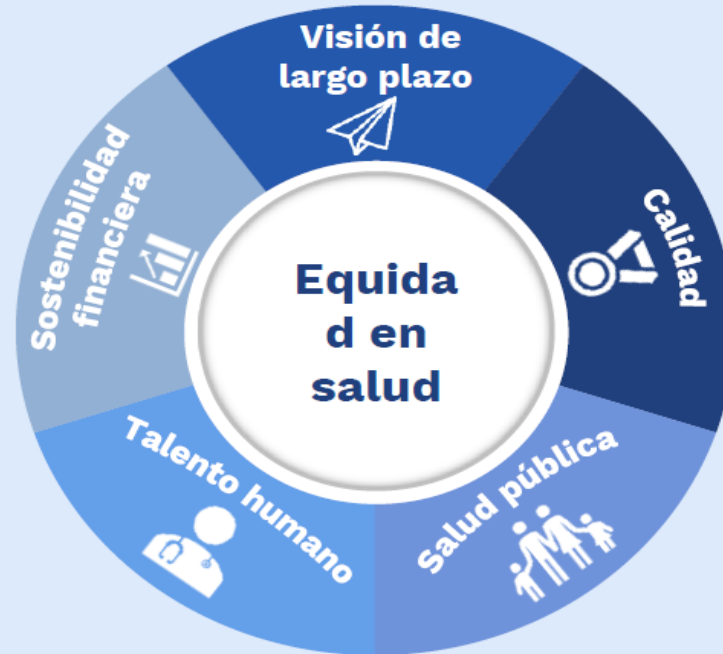 Visión de
largo plazo
Calidad
Salud pública
Talento humano
Sostenibilidad
financiera
Equida
d en
salud